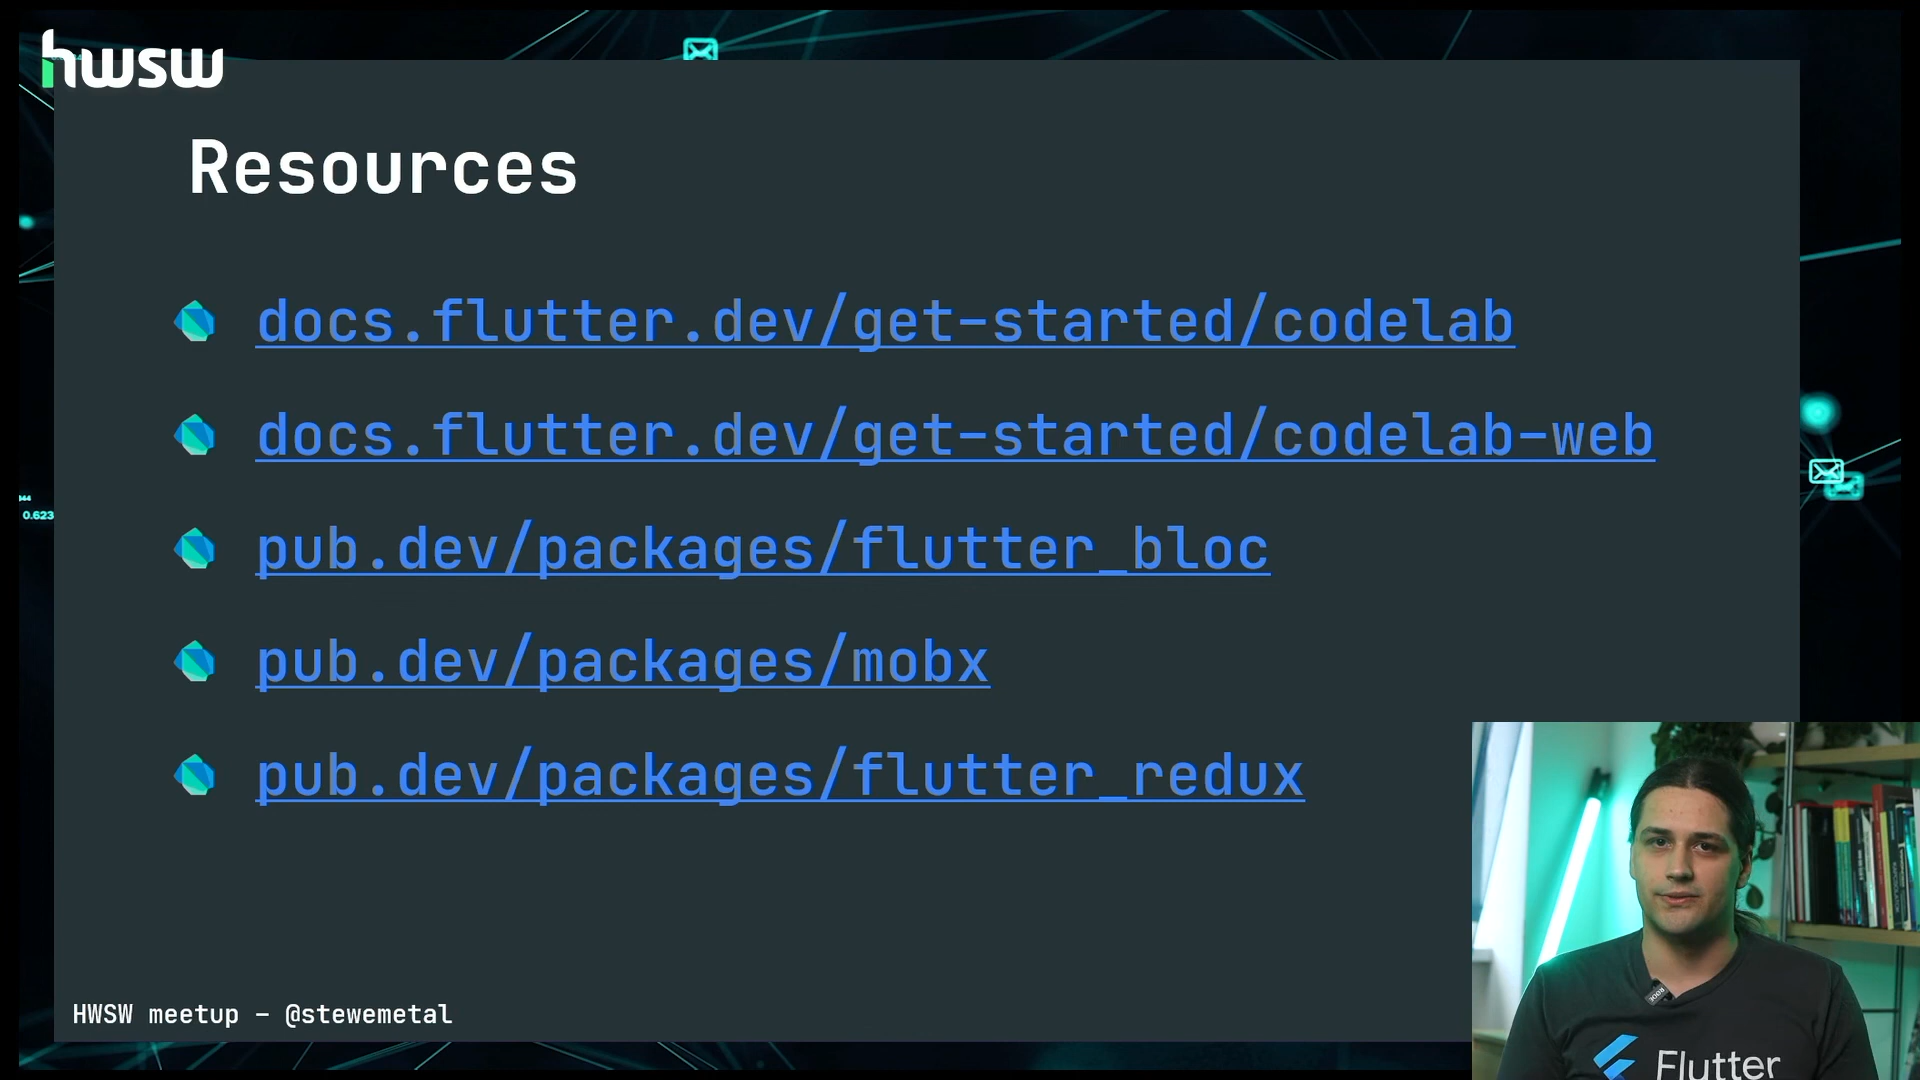 hwsw
Resources
docs.flutter.dev/get-started/codelab
docs.flutter.dev/get-started/codelab-web
pub.dev/packages/flutter_bloc
pub.dev/packages/mobx
pub.dev/packages/flutter_redux
0.623
HWSW meetup - @stewemetal
RODE
Flutter